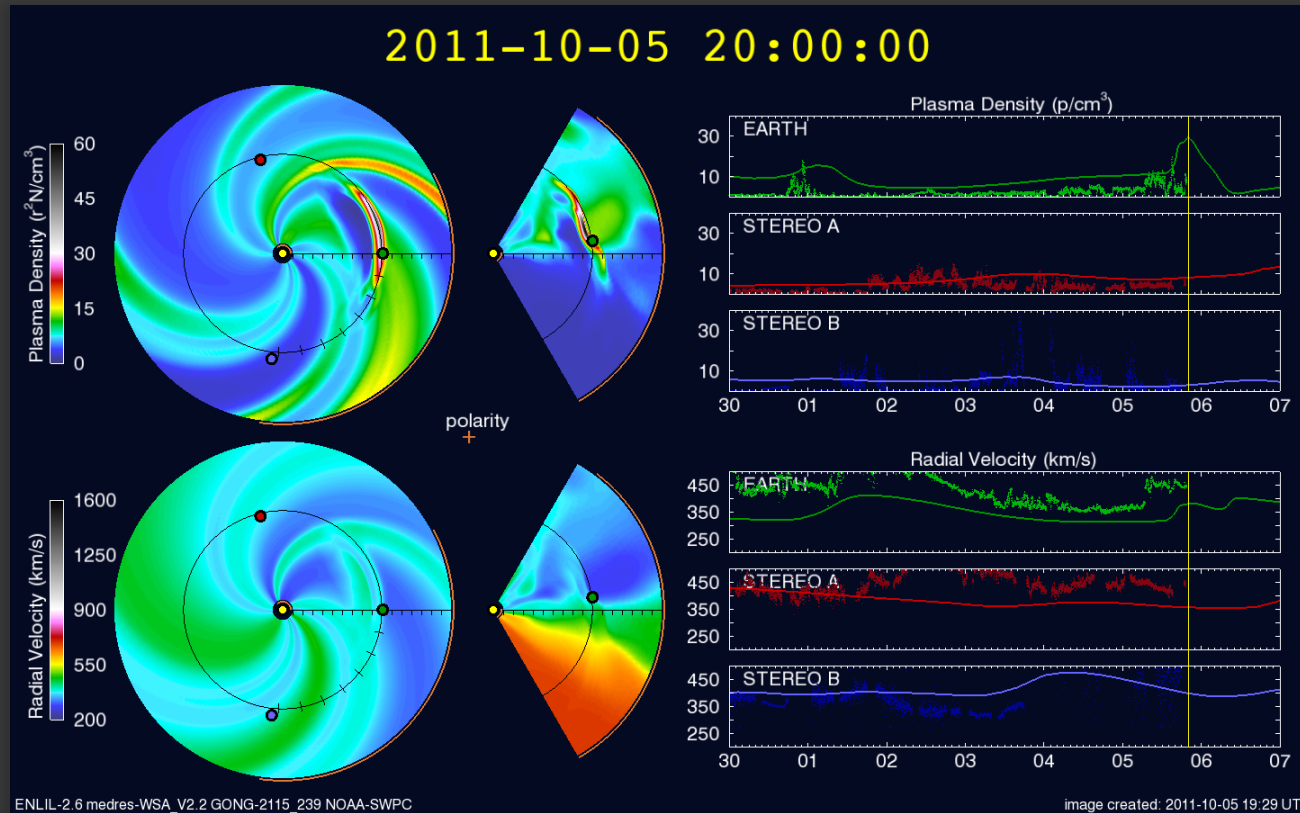 2011-10-05 20:00:00
Plasma Density (r²N/cm³)
60
45
30
15
0
Plasma Density (p/cm³)
EARTH
30
10
STEREO A
30
10
STEREO B
30
10
30 01 02 03 04 05 06 07
polarity
+
Radial Velocity (km/s)
1600
1250
900
550
200
Radial Velocity (km/s)
EARTH
450
350
250
STEREO A
450
350
250
STEREO B
450
350
250
30 01 02 03 04 05 06 07
ENLIL-2.6 medres-WSA_V2.2 GONG-2115_239 NOAA-SWPC
image created: 2011-10-05 19:29 UT